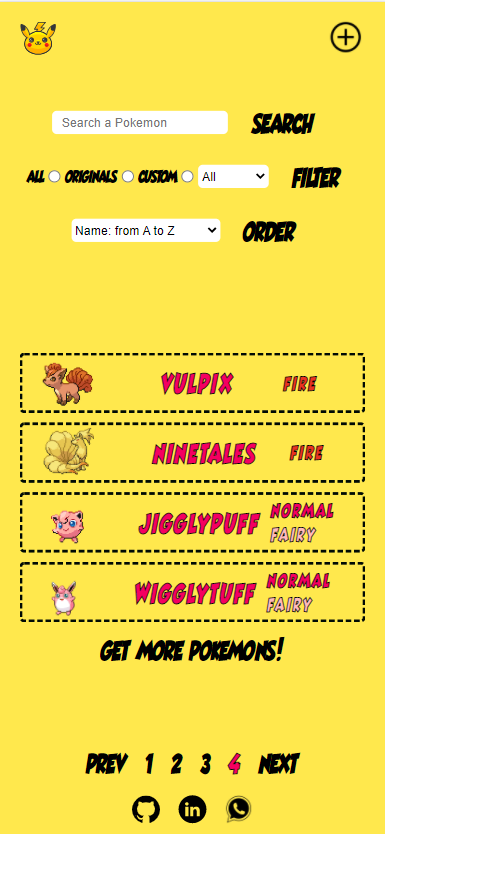 Search a Pokemon SEARCH
ALL ORIGINALS CUSTOM All FILTER
Name: from A to Z ORDER
VULPIX FIRE
NINETALES FIRE
JIGGLYPUFF NORMAL
FAIRY
WIGGLYTUFF NORMAL
FAIRY
GET MORE POKEMONS!
PREV 1 2 3 4 NEXT
in